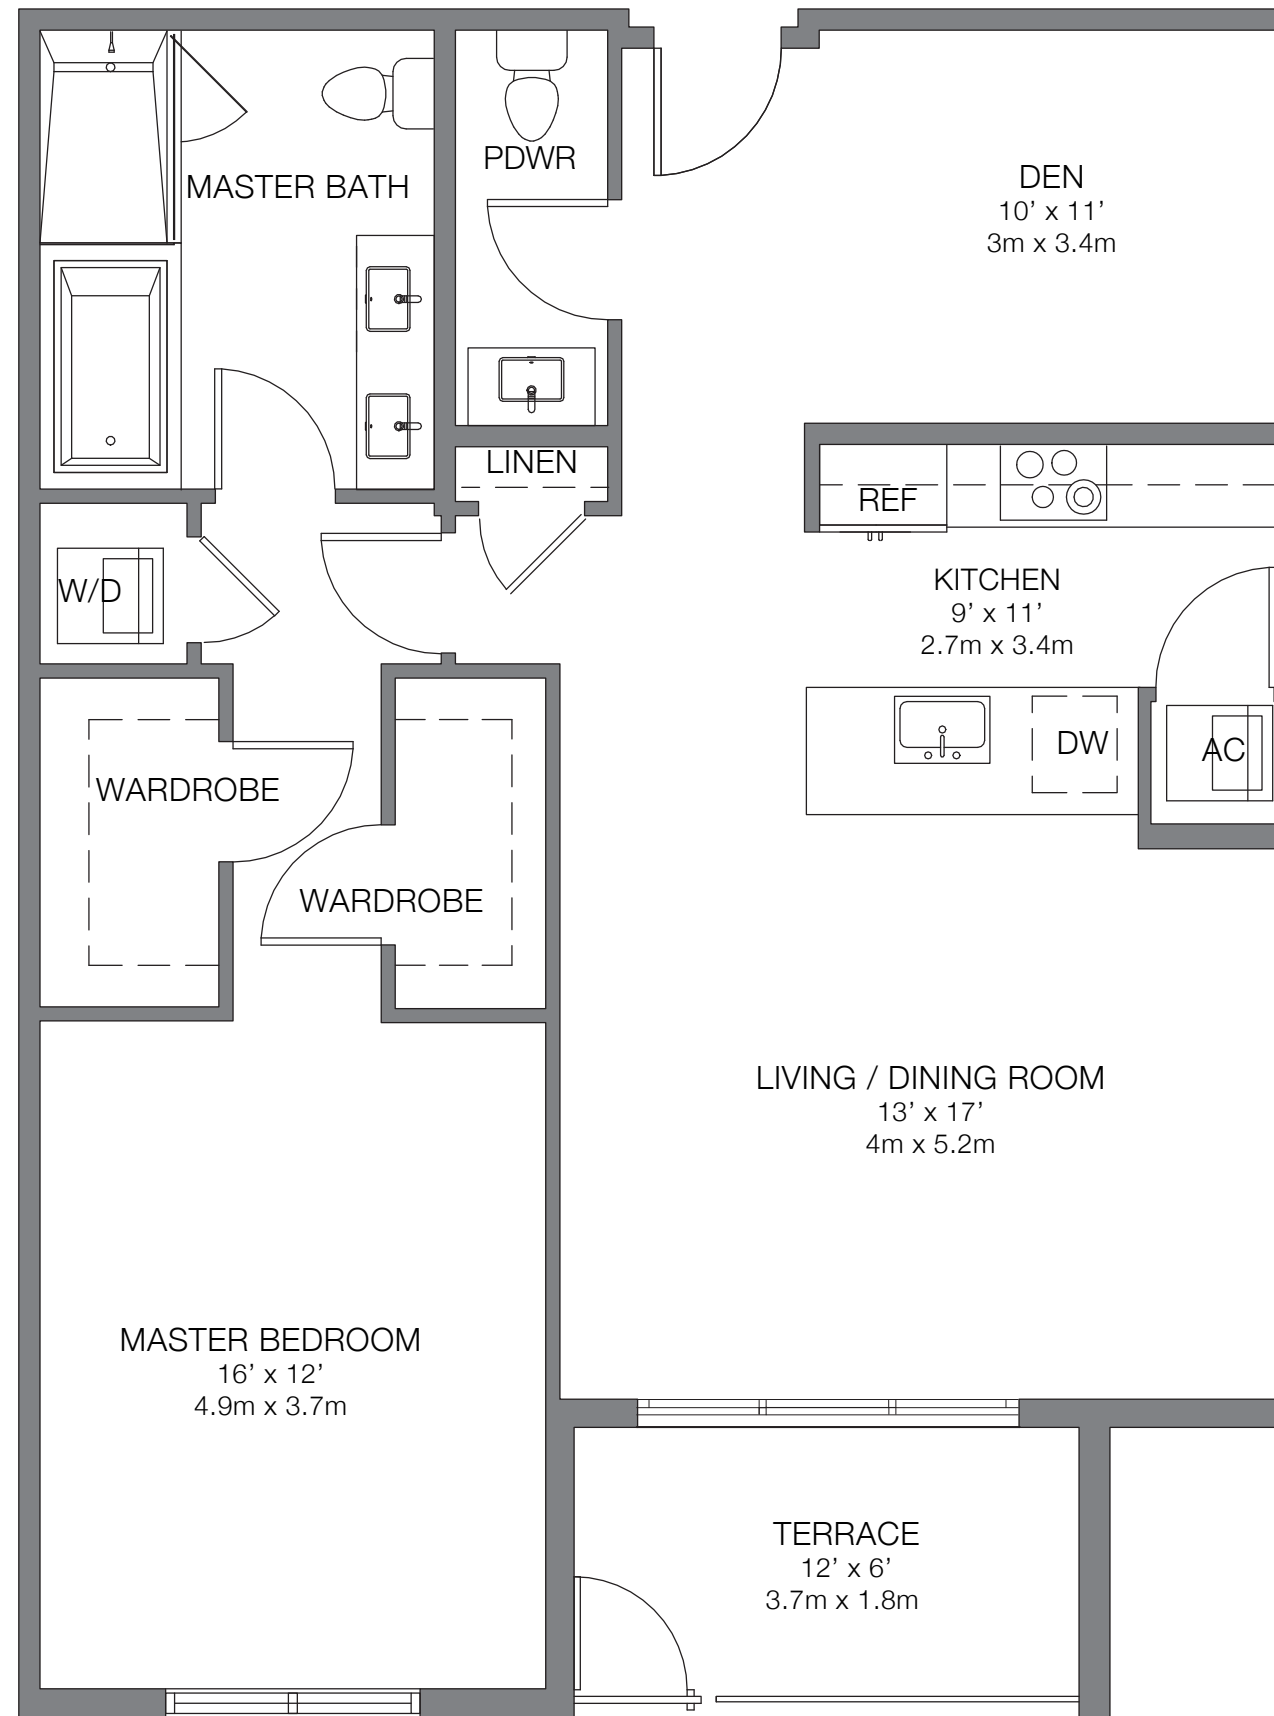 MASTER BATH
PDWR
DEN
10’ x 11’
3m x 3.4m
LINEN
REF
W/D
KITCHEN
9’ x 11’
2.7m x 3.4m
DW
AC
WARDROBE
WARDROBE
LIVING / DINING ROOM
13’ x 17’
4m x 5.2m
MASTER BEDROOM
16’ x 12’
4.9m x 3.7m
TERRACE
12’ x 6’
3.7m x 1.8m